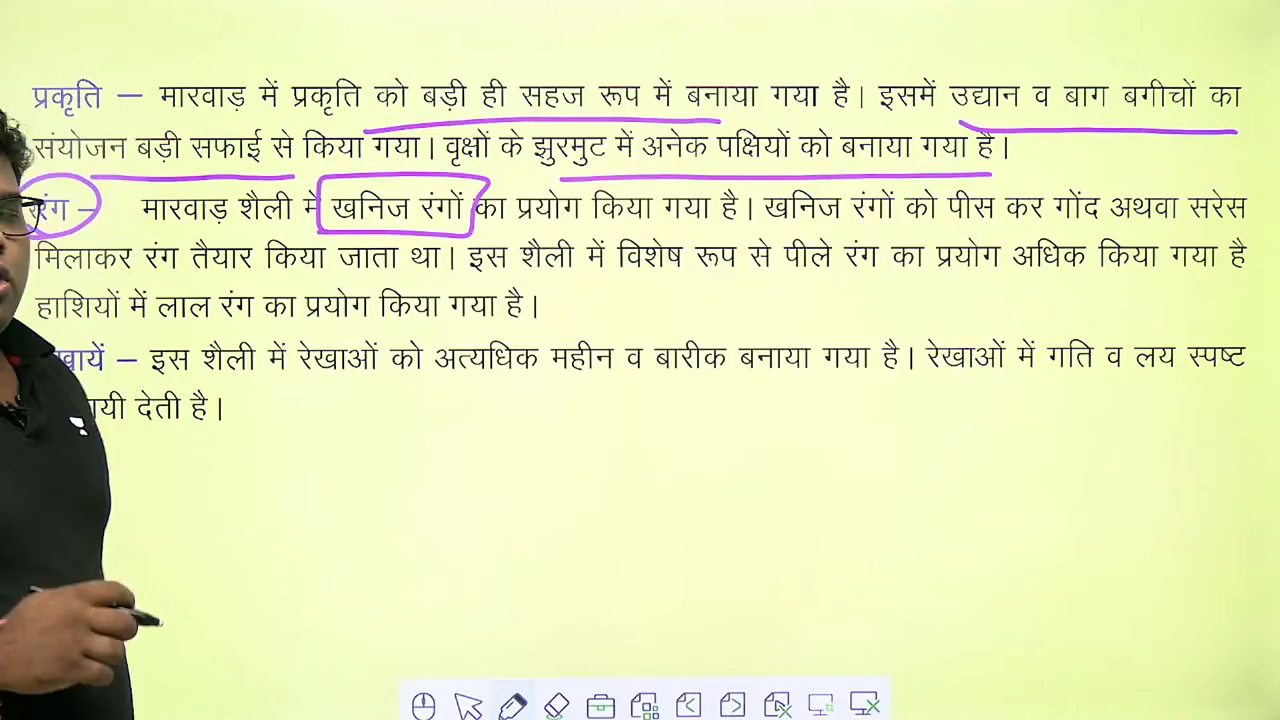 प्रकृति – मारवाड़ में प्रकृति को बड़ी ही सहज रूप में बनाया गया है। इसमें उद्यान व बाग बगीचों का
संयोजन बड़ी सफाई से किया गया। वृक्षों के झुरमुट में अनेक पक्षियों को बनाया गया है।
रंग – मारवाड़ शैली में खनिज रंगों का प्रयोग किया गया है। खनिज रंगों को पीस कर गोंद अथवा सरेस
मिलाकर रंग तैयार किया जाता था। इस शैली में विशेष रूप से पीले रंग का प्रयोग अधिक किया गया है
हाशियों में लाल रंग का प्रयोग किया गया है।
– इस शैली में रेखाओं को अत्यधिक महीन व बारीक बनाया गया है। रेखाओं में गति व लय स्पष्ट
देती है।